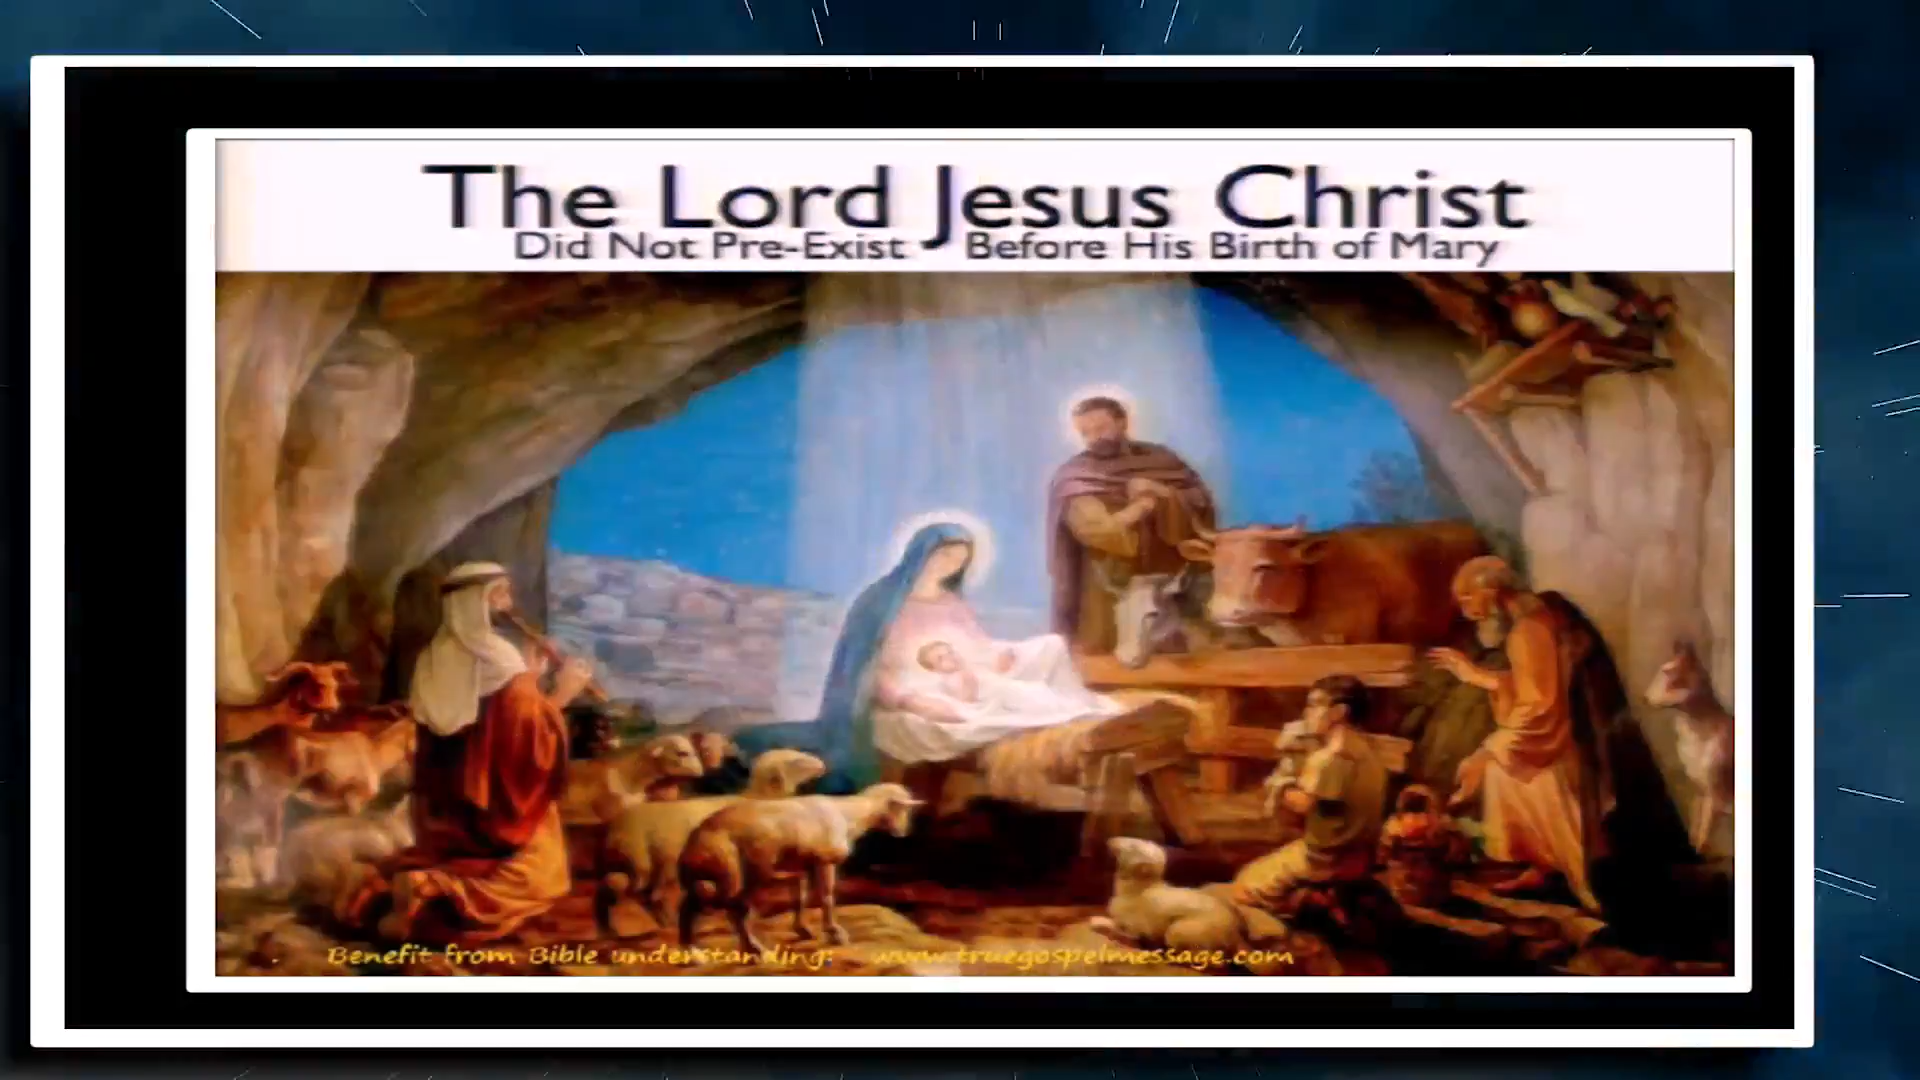 The Lord Jesus Christ
Did Not Pre-Exist Before His Birth of Mary
Benefit from Bible understanding: www.truegospelmessage.com